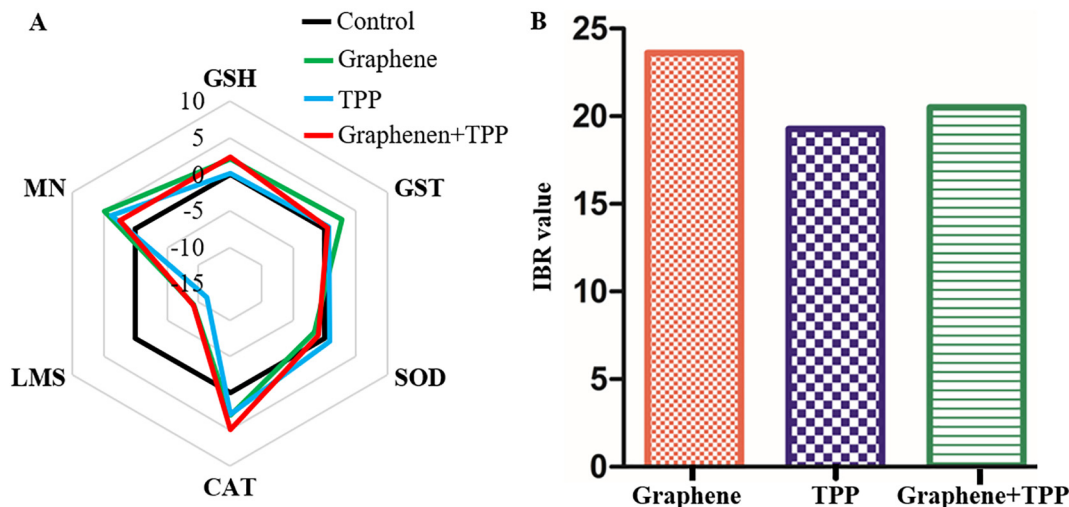 A
Control
Graphene
TPP
Graphenen+TPP
GSH
GST
SOD
CAT
LMS
MN
10
5
0
-5
-10
-15
B
IBR value
25
20
15
10
5
0
Graphene
TPP
Graphene+TPP